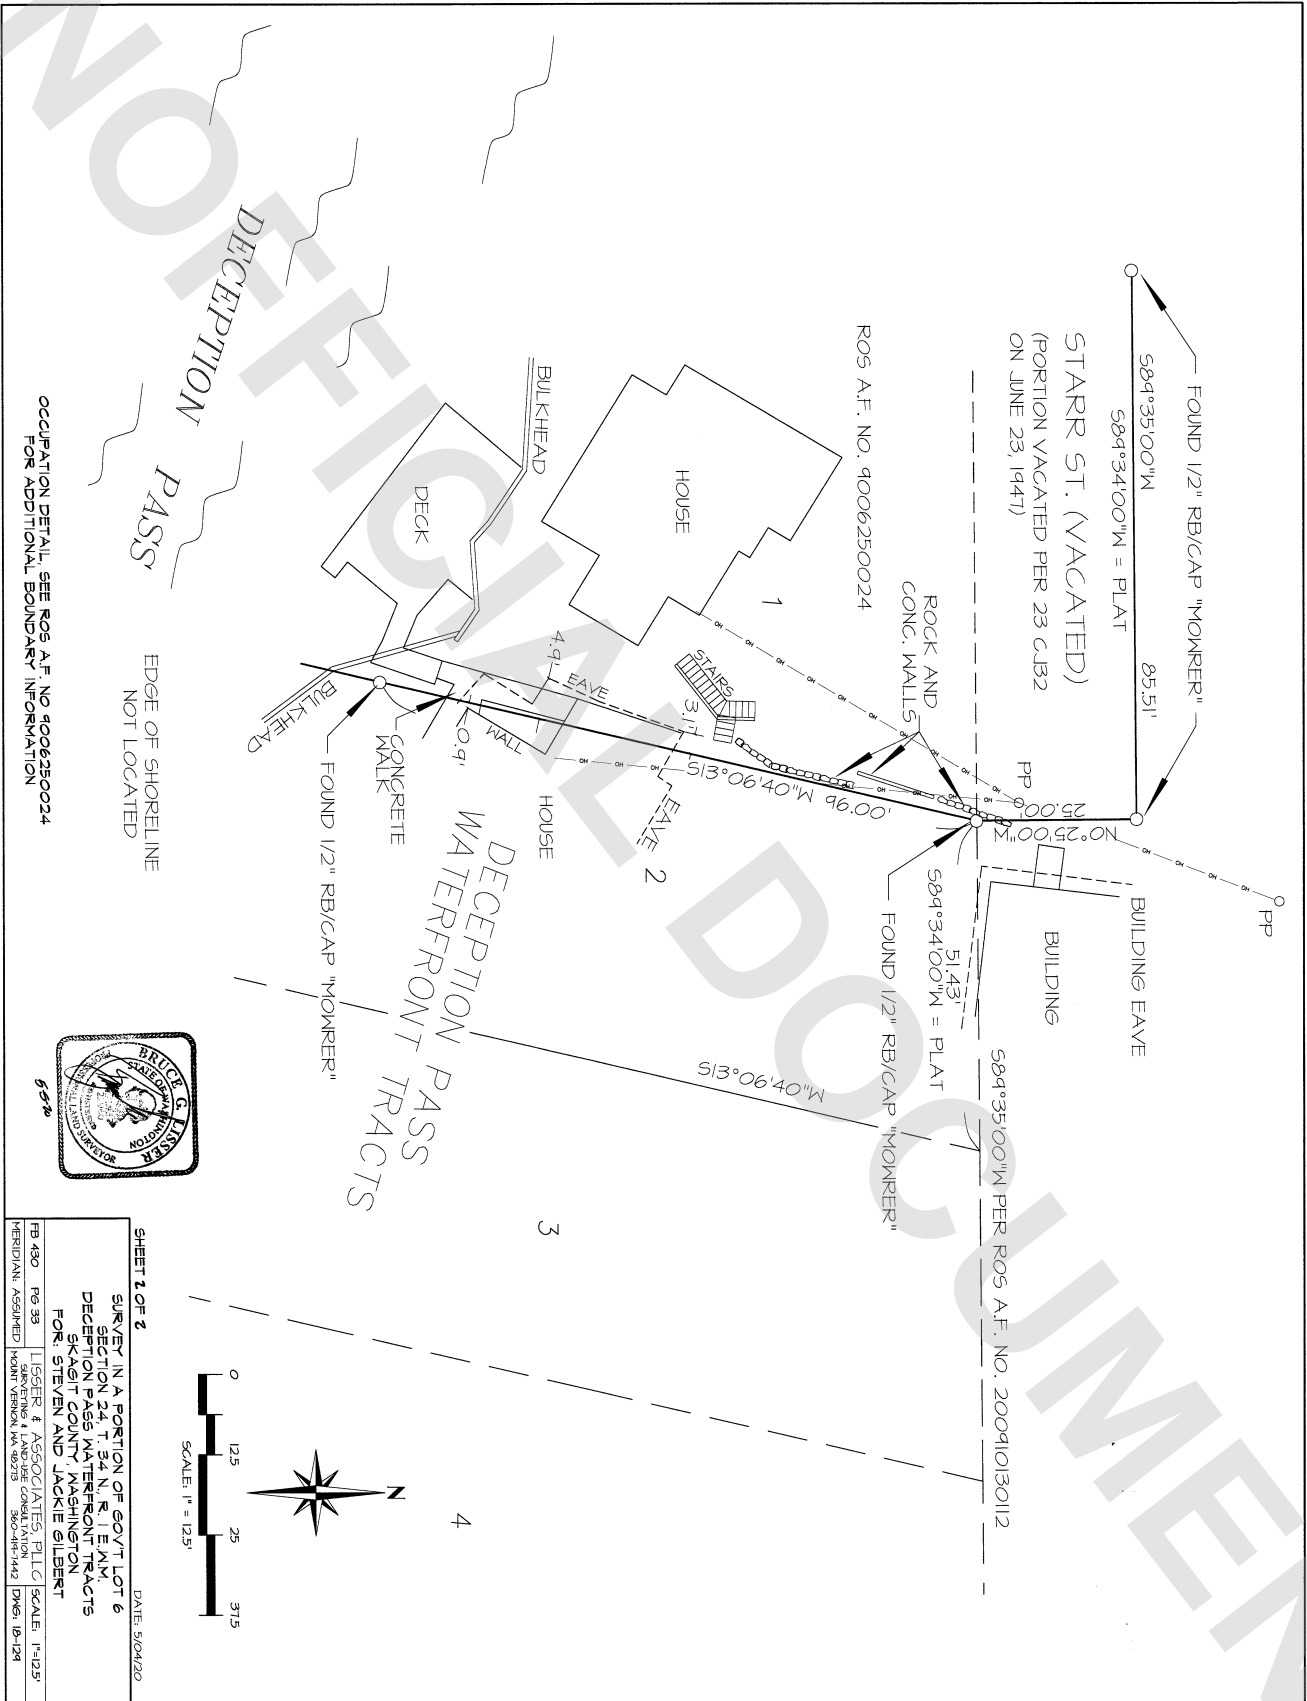 UNOFFICIAL DOCUMENT
FOUND 1/2" RB/CAP "MOWRER"
S89°35'00"W
85.51'
S89°34'00"W = PLAT
STARR ST. (VACATED)
(PORTION VACATED PER 23 CJ32
ON JUNE 23, 1947)
PP
PP
25.00'
N0°25'00"W
BUILDING EAVE
BUILDING
S89°35'00"W PER ROS A.F. NO. 200910130112
51.43'
S89°34'00"W = PLAT
FOUND 1/2" RB/CAP "MOWRER"
ROCK AND
CONC. WALLS
ROS A.F. NO. 9006250024
OH
1
2
3
4
HOUSE
STAIRS
3.1'
S13°06'40"W 96.00'
S13°06'40"W
EAVE
EAVE
4.9'
BULKHEAD
DECK
WALL
0.9'
HOUSE
CONCRETE
WALK
BULKHEAD
FOUND 1/2" RB/CAP "MOWRER"
DECEPTION PASS
WATERFRONT TRACTS
DECEPTION PASS
EDGE OF SHORELINE
NOT LOCATED
OCCUPATION DETAIL, SEE ROS A.F. NO 9006250024
FOR ADDITIONAL BOUNDARY INFORMATION
BRUCE G. LISSER
STATE OF WASHINGTON
REGISTERED
PROFESSIONAL LAND SURVEYOR
5-5-20
N
0 12.5 25 37.5
SCALE: 1" = 12.5'
SHEET 2 OF 2
DATE: 5/04/20
SURVEY IN A PORTION OF GOV'T LOT 6
SECTION 24, T. 34 N., R. 1 E.,W.M.
DECEPTION PASS WATERFRONT TRACTS
SKAGIT COUNTY, WASHINGTON
FOR: STEVEN AND JACKIE GILBERT
FB 430 PG 33
LISSER & ASSOCIATES, PLLC
SCALE: 1"=12.5'
MERIDIAN: ASSUMED
SURVEYING & LAND-USE CONSULTATION
MOUNT VERNON, WA 98273 360-419-7442
DWG: 18-129